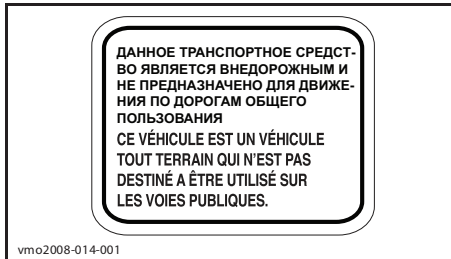 ДАННОЕ ТРАНСПОРТНОЕ СРЕДСТ-
ВО ЯВЛЯЕТСЯ ВНЕДОРОЖНЫМ И
НЕ ПРЕДНАЗНАЧЕНО ДЛЯ ДВИЖЕ-
НИЯ ПО ДОРОГАМ ОБЩЕГО
ПОЛЬЗОВАНИЯ
CE VÉHICULE EST UN VÉHICULE
TOUT TERRAIN QUI N'EST PAS
DESTINÉ A ÊTRE UTILISÉ SUR
LES VOIES PUBLIQUES.
vmo2008-014-001